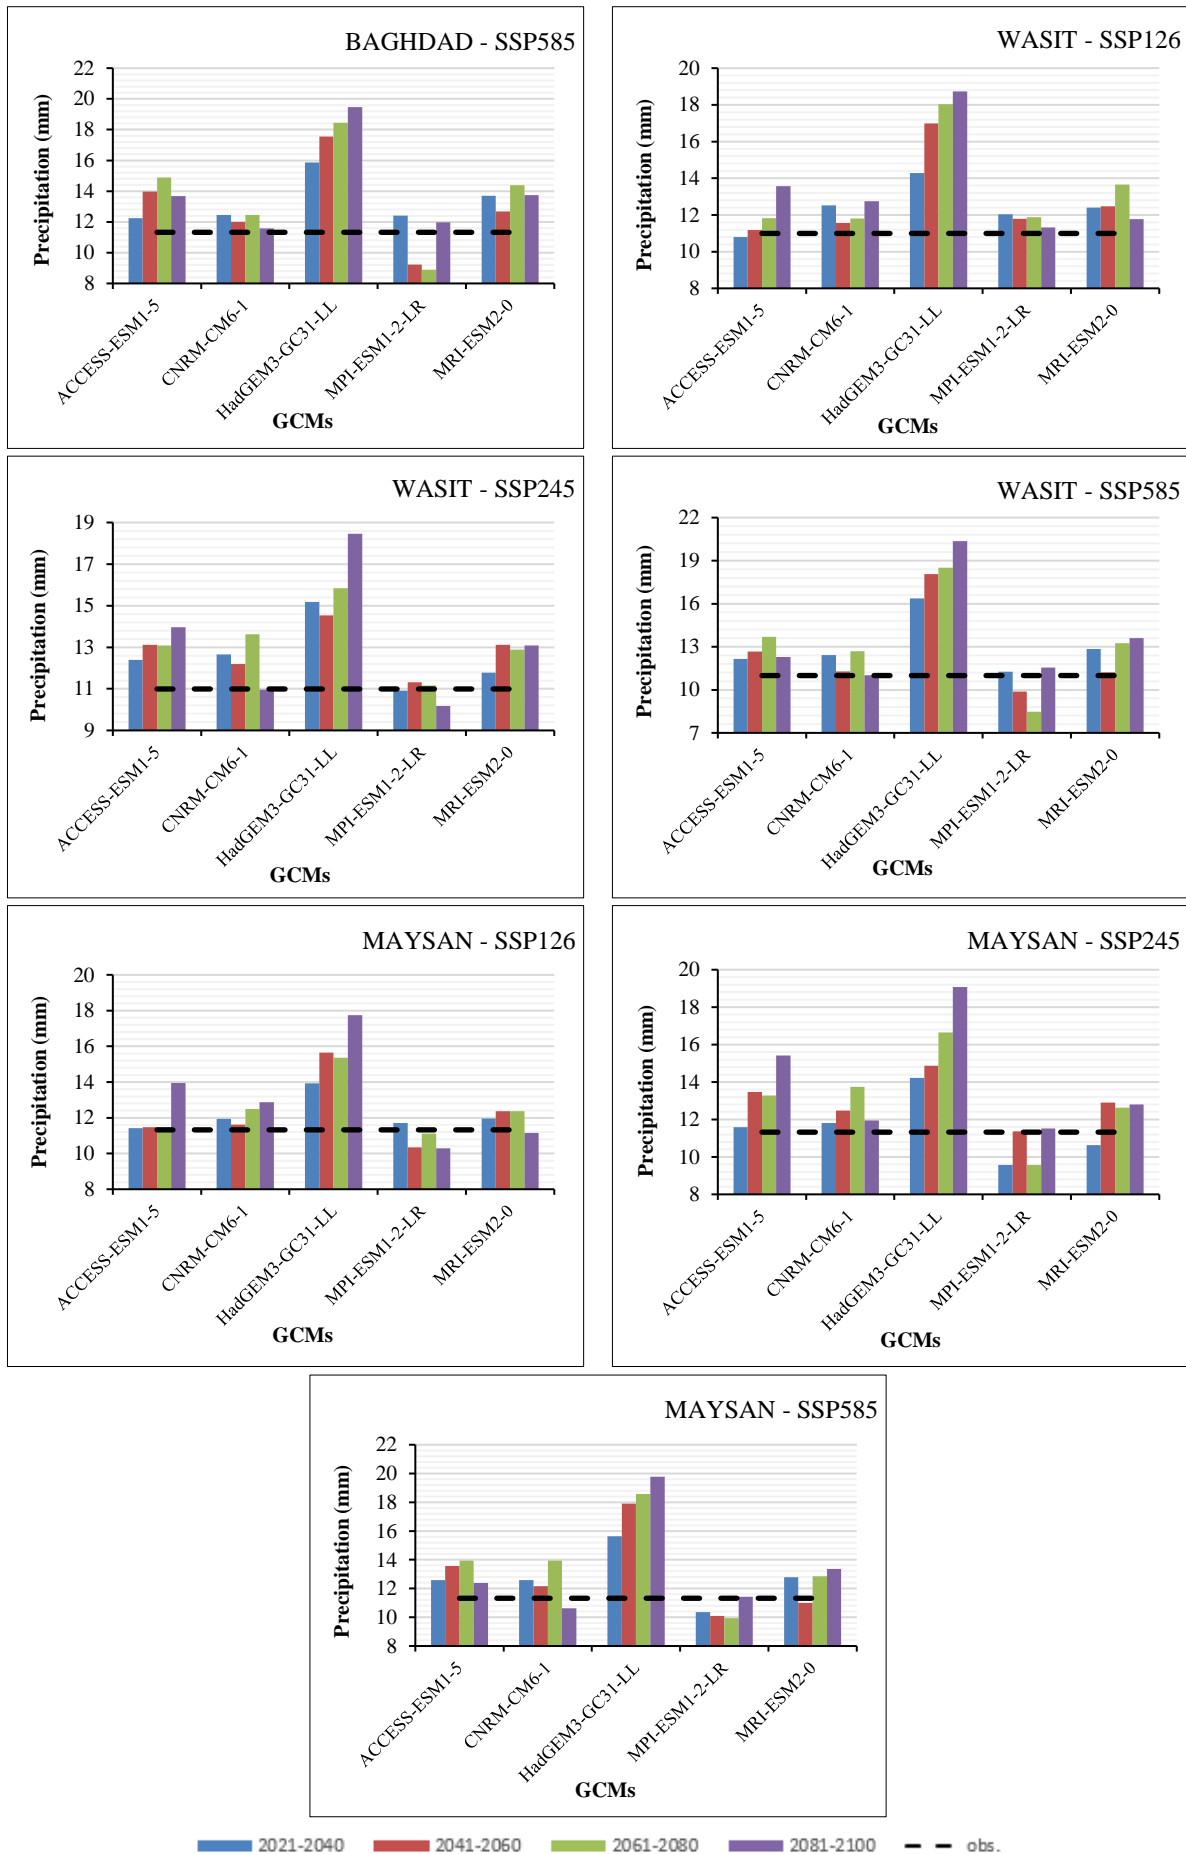 BAGHDAD - SSP585
Precipitation (mm)
22
20
18
16
14
12
10
8
ACCESS-ESM1-5
CNRM-CM6-1
HadGEM3-GC31-LL
MPI-ESM1-2-LR
MRI-ESM2-0
GCMs
WASIT - SSP126
Precipitation (mm)
20
18
16
14
12
10
8
ACCESS-ESM1-5
CNRM-CM6-1
HadGEM3-GC31-LL
MPI-ESM1-2-LR
MRI-ESM2-0
GCMs
WASIT - SSP245
Precipitation (mm)
19
17
15
13
11
9
ACCESS-ESM1-5
CNRM-CM6-1
HadGEM3-GC31-LL
MPI-ESM1-2-LR
MRI-ESM2-0
GCMs
WASIT - SSP585
Precipitation (mm)
22
19
16
13
10
7
ACCESS-ESM1-5
CNRM-CM6-1
HadGEM3-GC31-LL
MPI-ESM1-2-LR
MRI-ESM2-0
GCMs
MAYSAN - SSP126
Precipitation (mm)
20
18
16
14
12
10
8
ACCESS-ESM1-5
CNRM-CM6-1
HadGEM3-GC31-LL
MPI-ESM1-2-LR
MRI-ESM2-0
GCMs
MAYSAN - SSP245
Precipitation (mm)
20
18
16
14
12
10
8
ACCESS-ESM1-5
CNRM-CM6-1
HadGEM3-GC31-LL
MPI-ESM1-2-LR
MRI-ESM2-0
GCMs
MAYSAN - SSP585
Precipitation (mm)
22
20
18
16
14
12
10
8
ACCESS-ESM1-5
CNRM-CM6-1
HadGEM3-GC31-LL
MPI-ESM1-2-LR
MRI-ESM2-0
GCMs
2021-2040 2041-2060 2061-2080 2081-2100 obs.